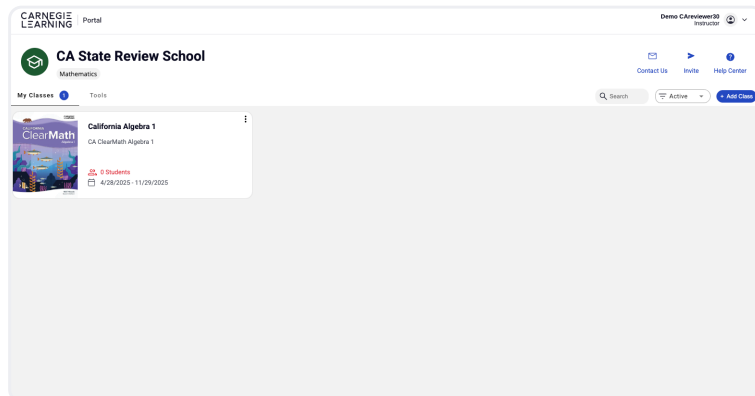 CARNEGIE
LEARNING
Portal
Demo CAreviewer30
Instructor
CA State Review School
Mathematics
Contact Us
Invite
Help Center
My Classes 1
Tools
Search
Active
+ Add Class
CALIFORNIA
ClearMath
California Algebra 1
CA ClearMath Algebra 1
0 Students
4/28/2025 - 11/29/2025